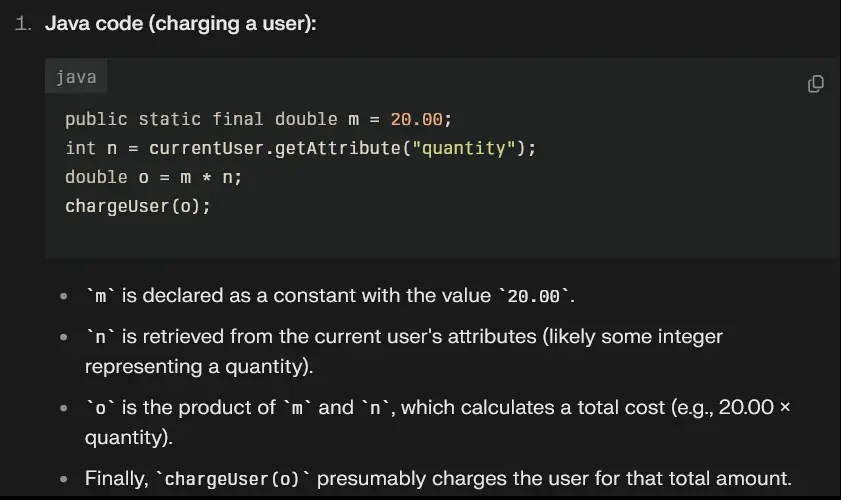 1. Java code (charging a user):
java
public static final double m = 20.00;
int n = currentUser.getAttribute("quantity");
double o = m * n;
chargeUser(o);
• `m` is declared as a constant with the value `20.00`.
• `n` is retrieved from the current user's attributes (likely some integer
representing a quantity).
• `o` is the product of `m` and `n`, which calculates a total cost (e.g., 20.00 ×
quantity).
• Finally, `chargeUser(o)` presumably charges the user for that total amount.